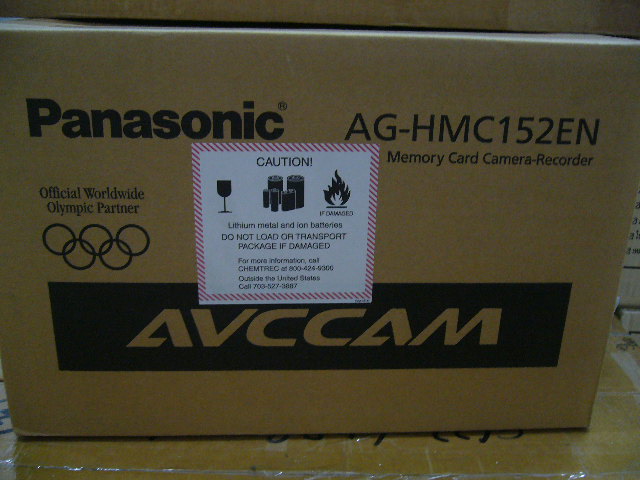 Panasonic®
AG-HMC152EN
Memory Card Camera-Recorder
Official Worldwide
Olympic Partner
CAUTION!
IF DAMAGED
Lithium metal and ion batteries
DO NOT LOAD OR TRANSPORT
PACKAGE IF DAMAGED
For more information, call
CHEMTREC at 800-424-9300
Outside the United States
Call 703-527-3887
AVCCAM